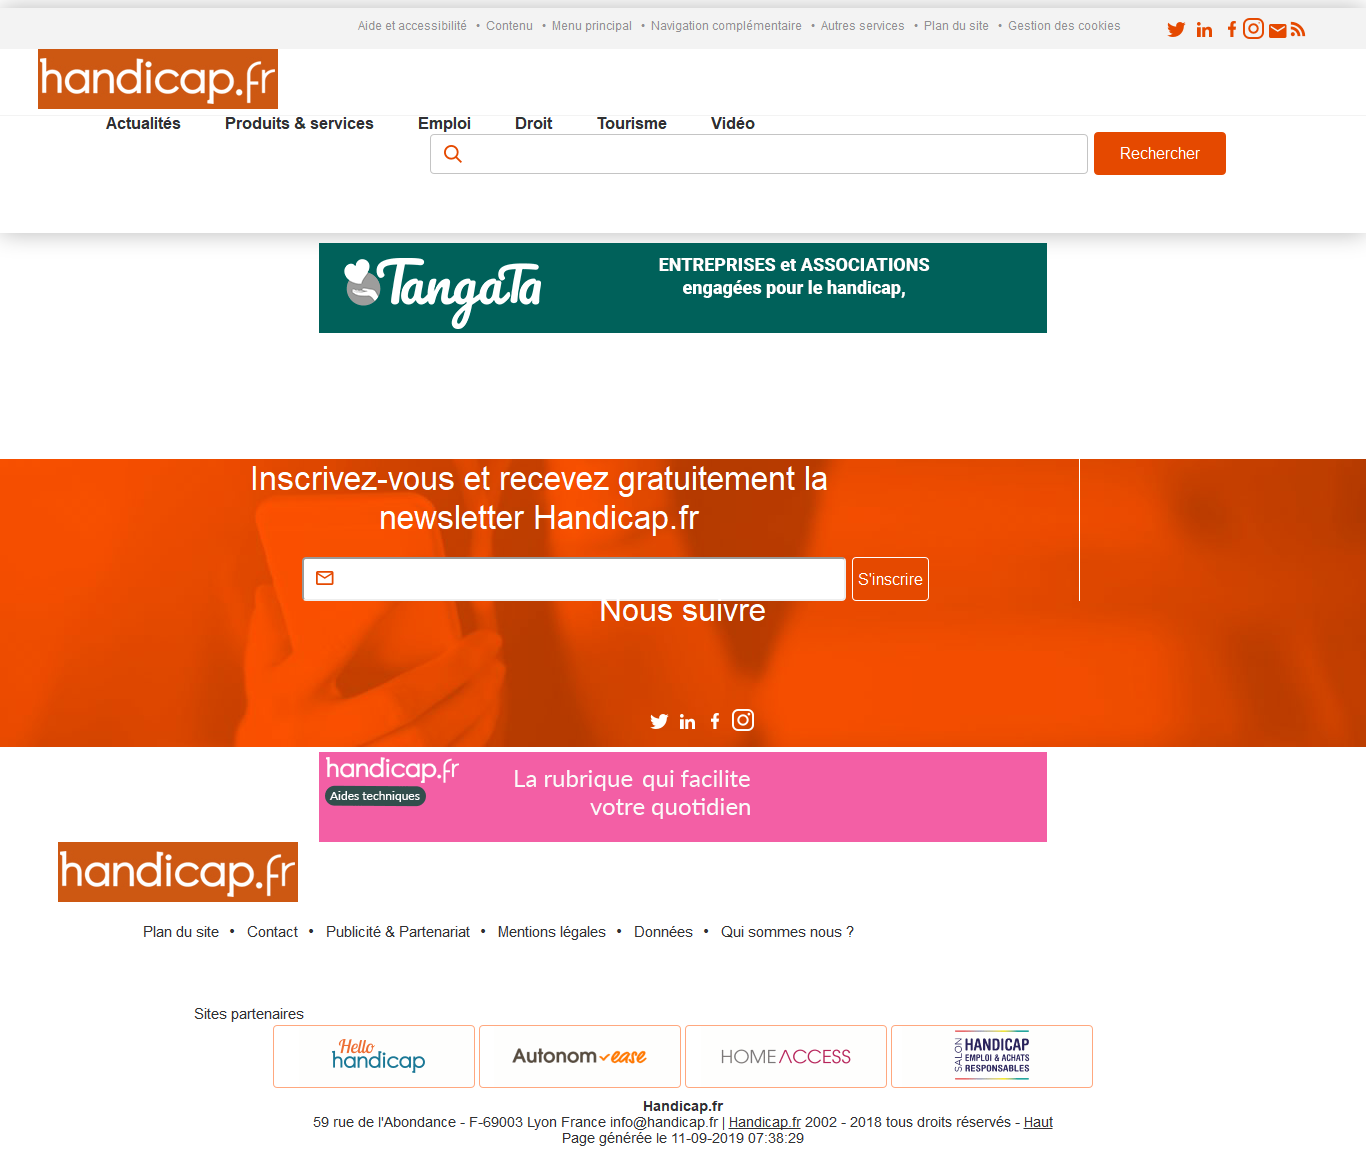 Aide et accessibilité • Contenu • Menu principal • Navigation complémentaire • Autres services • Plan du site • Gestion des cookies
handicap.fr
Actualités Produits & services Emploi Droit Tourisme Vidéo
Rechercher
TangaTa
ENTREPRISES et ASSOCIATIONS
engagées pour le handicap,
Inscrivez-vous et recevez gratuitement la
newsletter Handicap.fr
S'inscrire
Nous suivre
handicap.fr
Aides techniques
La rubrique qui facilite
votre quotidien
handicap.fr
Plan du site • Contact • Publicité & Partenariat • Mentions légales • Données • Qui sommes nous ?
Sites partenaires
Hello
handicap
Autonom ease
HOME ACCESS
SALON
HANDICAP
EMPLOI & ACHATS
RESPONSABLES
Handicap.fr
59 rue de l'Abondance - F-69003 Lyon France info@handicap.fr | Handicap.fr 2002 - 2018 tous droits réservés - Haut
Page générée le 11-09-2019 07:38:29